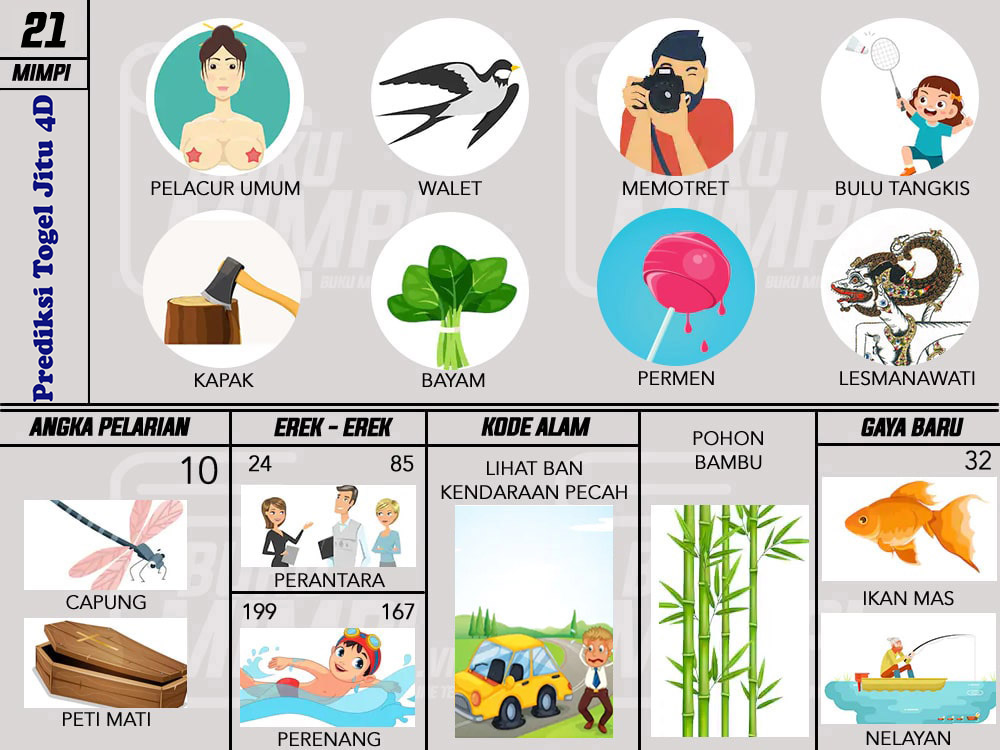 21
MIMPI
Prediksi Togel Jitu 4D
PELACUR UMUM
WALET
MEMOTRET
BULU TANGKIS
KAPAK
BAYAM
PERMEN
LESMANAWATI
ANGKA PELARIAN
10
CAPUNG
PETI MATI
EREK - EREK
24 85
PERANTARA
199 167
PERENANG
KODE ALAM
LIHAT BAN
KENDARAAN PECAH
POHON
BAMBU
GAYA BARU
32
IKAN MAS
NELAYAN
BUKU
MIMPI